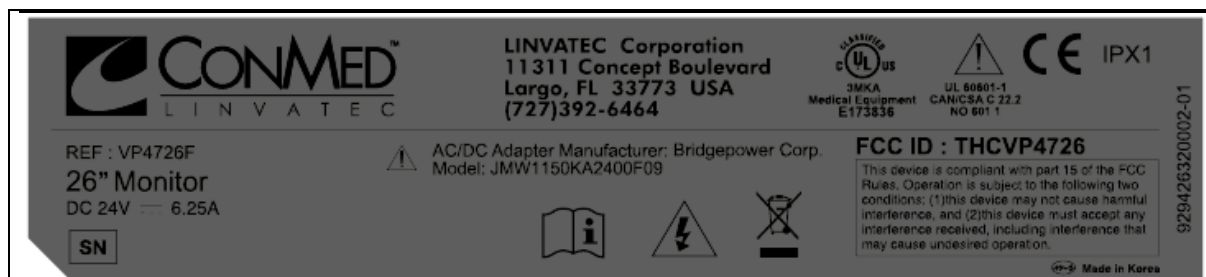 CONMED™
LINVATEC
LINVATEC Corporation
11311 Concept Boulevard
Largo, FL 33773 USA
(727)392-6464
CLASSIFIED
C UL US
3MKA
Medical Equipment
E173836
UL 60601-1
CAN/CSA C 22.2
NO 601 1
CE IPX1
REF : VP4726F
26” Monitor
DC 24V 6.25A
SN
AC/DC Adapter Manufacturer: Bridgepower Corp.
Model: JMW1150KA2400F09
FCC ID : THCVP4726
This device is compliant with part 15 of the FCC
Rules. Operation is subject to the following two
conditions: (1)this device may not cause harmful
interference, and (2)this device must accept any
interference received, including interference that
may cause undesired operation.
Made in Korea
929426320002-01